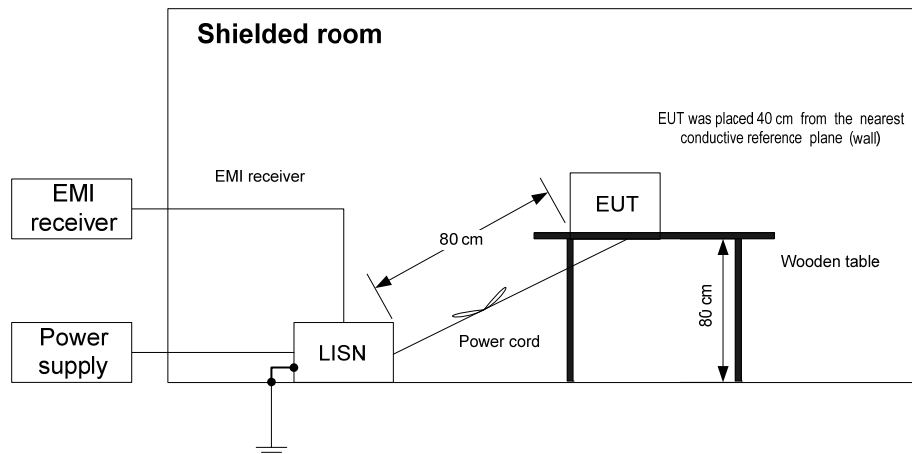 Shielded room
EUT was placed 40 cm from the nearest
conductive reference plane (wall)
EMI receiver
EMI
receiver
EUT
80 cm
Wooden table
80 cm
Power
supply
LISN
Power cord